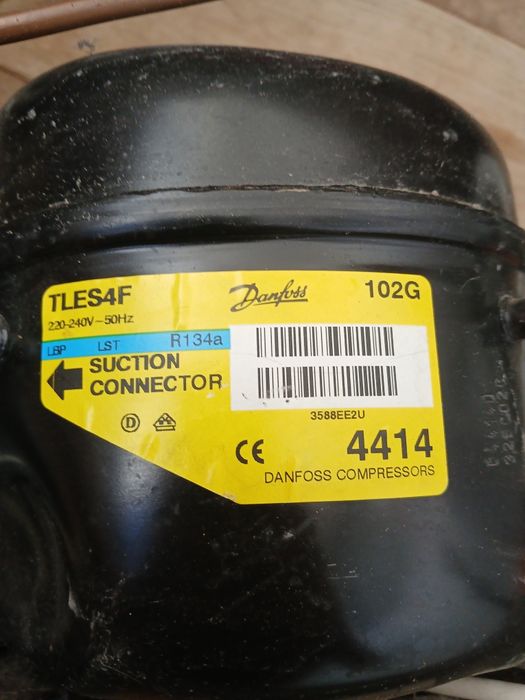 TLES4F
Danfoss
102G
220-240V~50Hz
LBP LST R134a
SUCTION
CONNECTOR
3588EE2U
D
CE
4414
DANFOSS COMPRESSORS